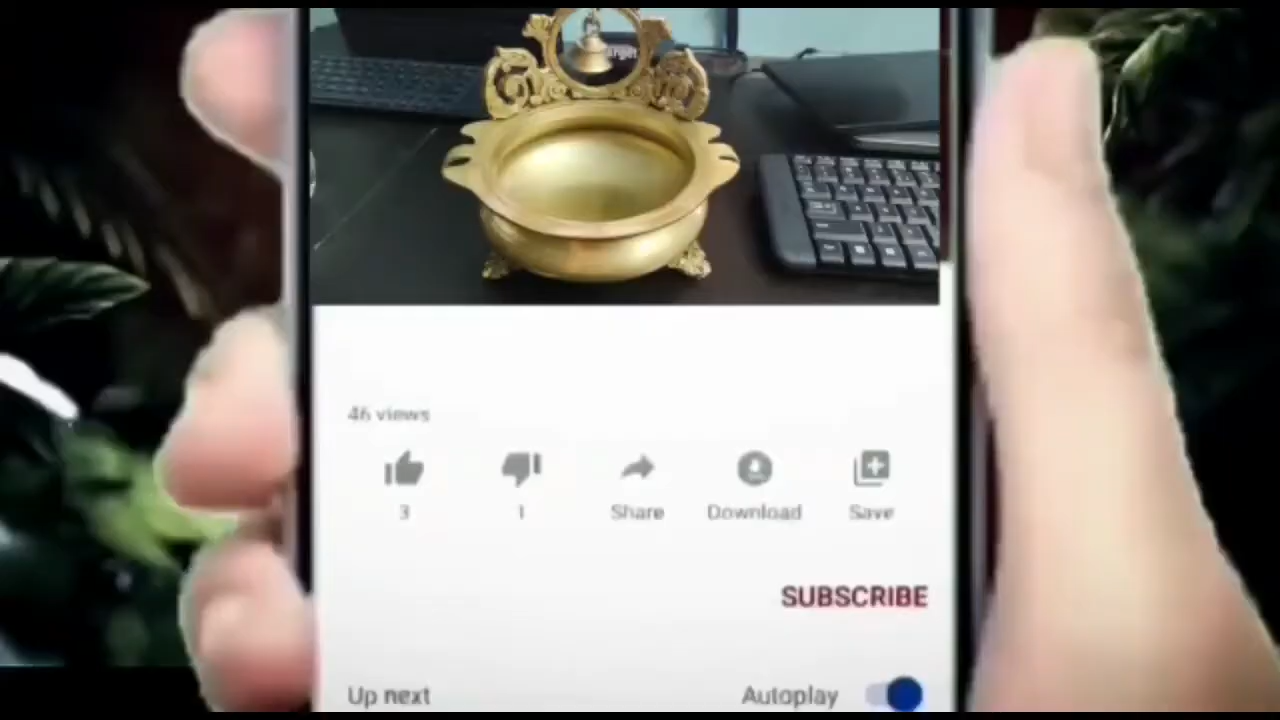 46 views
3
1
Share
Download
Save
SUBSCRIBE
Up next
Autoplay